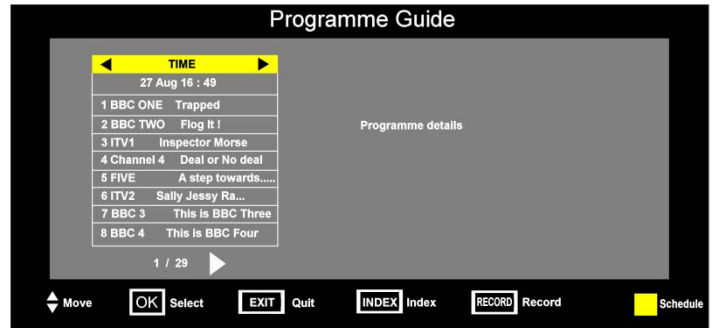 Programme Guide
TIME
27 Aug 16 : 49
1 BBC ONE Trapped
2 BBC TWO Flog It !
3 ITV1 Inspector Morse
4 Channel 4 Deal or No deal
5 FIVE A step towards.....
6 ITV2 Sally Jessy Ra...
7 BBC 3 This is BBC Three
8 BBC 4 This is BBC Four
1 / 29
Programme details
Move OK Select EXIT Quit INDEX Index RECORD Record Schedule